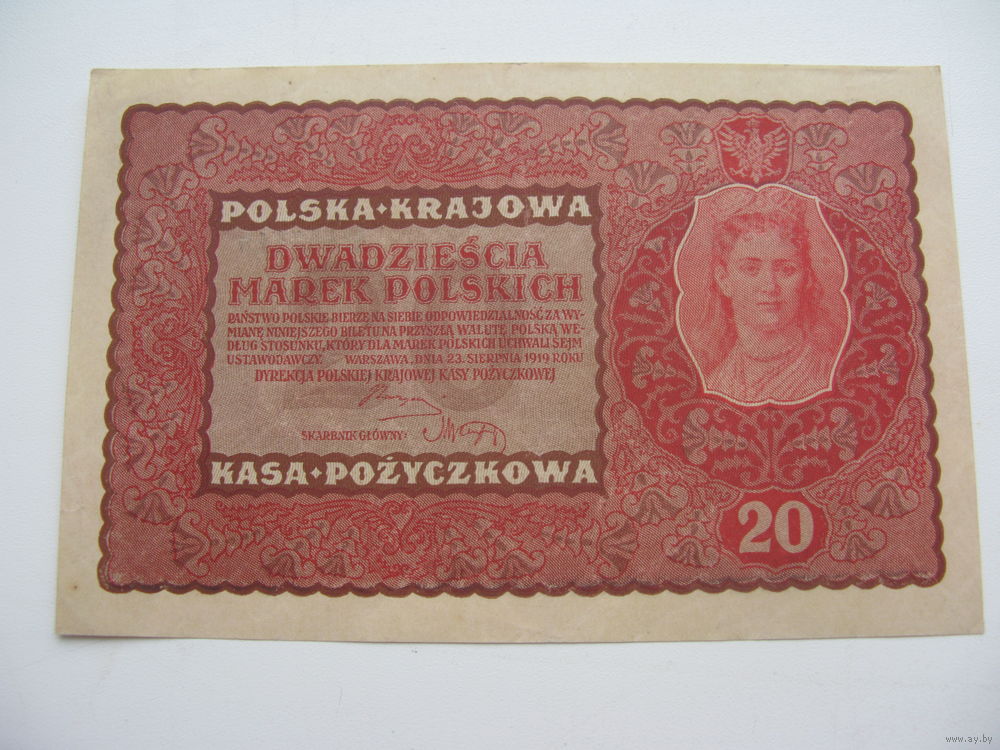 POLSKA·KRAJOWA
DWADZIEŚCIA
MAREK POLSKICH
PAŃSTWO POLSKIE BIERZE NA SIEBIE ODPOWIEDZIALNOŚĆ ZA WY-
MIANĘ NINIEJSZEGO BILETU NA PRZYSZŁĄ WALUTĘ POLSKĄ WE-
DŁUG STOSUNKU, KTÓRY DLA MAREK POLSKICH UCHWALI SEJM
USTAWODAWCZY. WARSZAWA, DNIA 23. SIERPNIA 1919 ROKU
DYREKCJA POLSKIEJ KRAJOWEJ KASY POŻYCZKOWEJ
SKARBNIK GŁÓWNY:
KASA·POŻYCZKOWA
20
www.ay.by